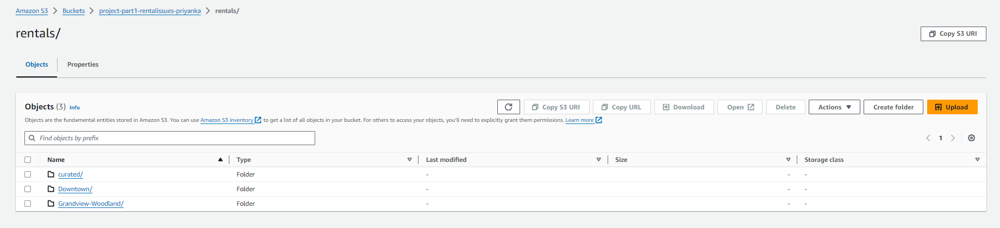 Amazon S3 > Buckets > project-part1-rentalissues-priyanka > rentals/
rentals/
Copy S3 URI
Objects Properties
Objects (3) Info
Copy S3 URI Copy URL Download Open Delete Actions Create folder Upload
Objects are the fundamental entities stored in Amazon S3. You can use Amazon S3 inventory to get a list of all objects in your bucket. For others to access your objects, you'll need to explicitly grant them permissions. Learn more
Find objects by prefix
1
Name Type Last modified Size Storage class
curated/ Folder - - -
Downtown/ Folder - - -
Grandview-Woodland/ Folder - - -